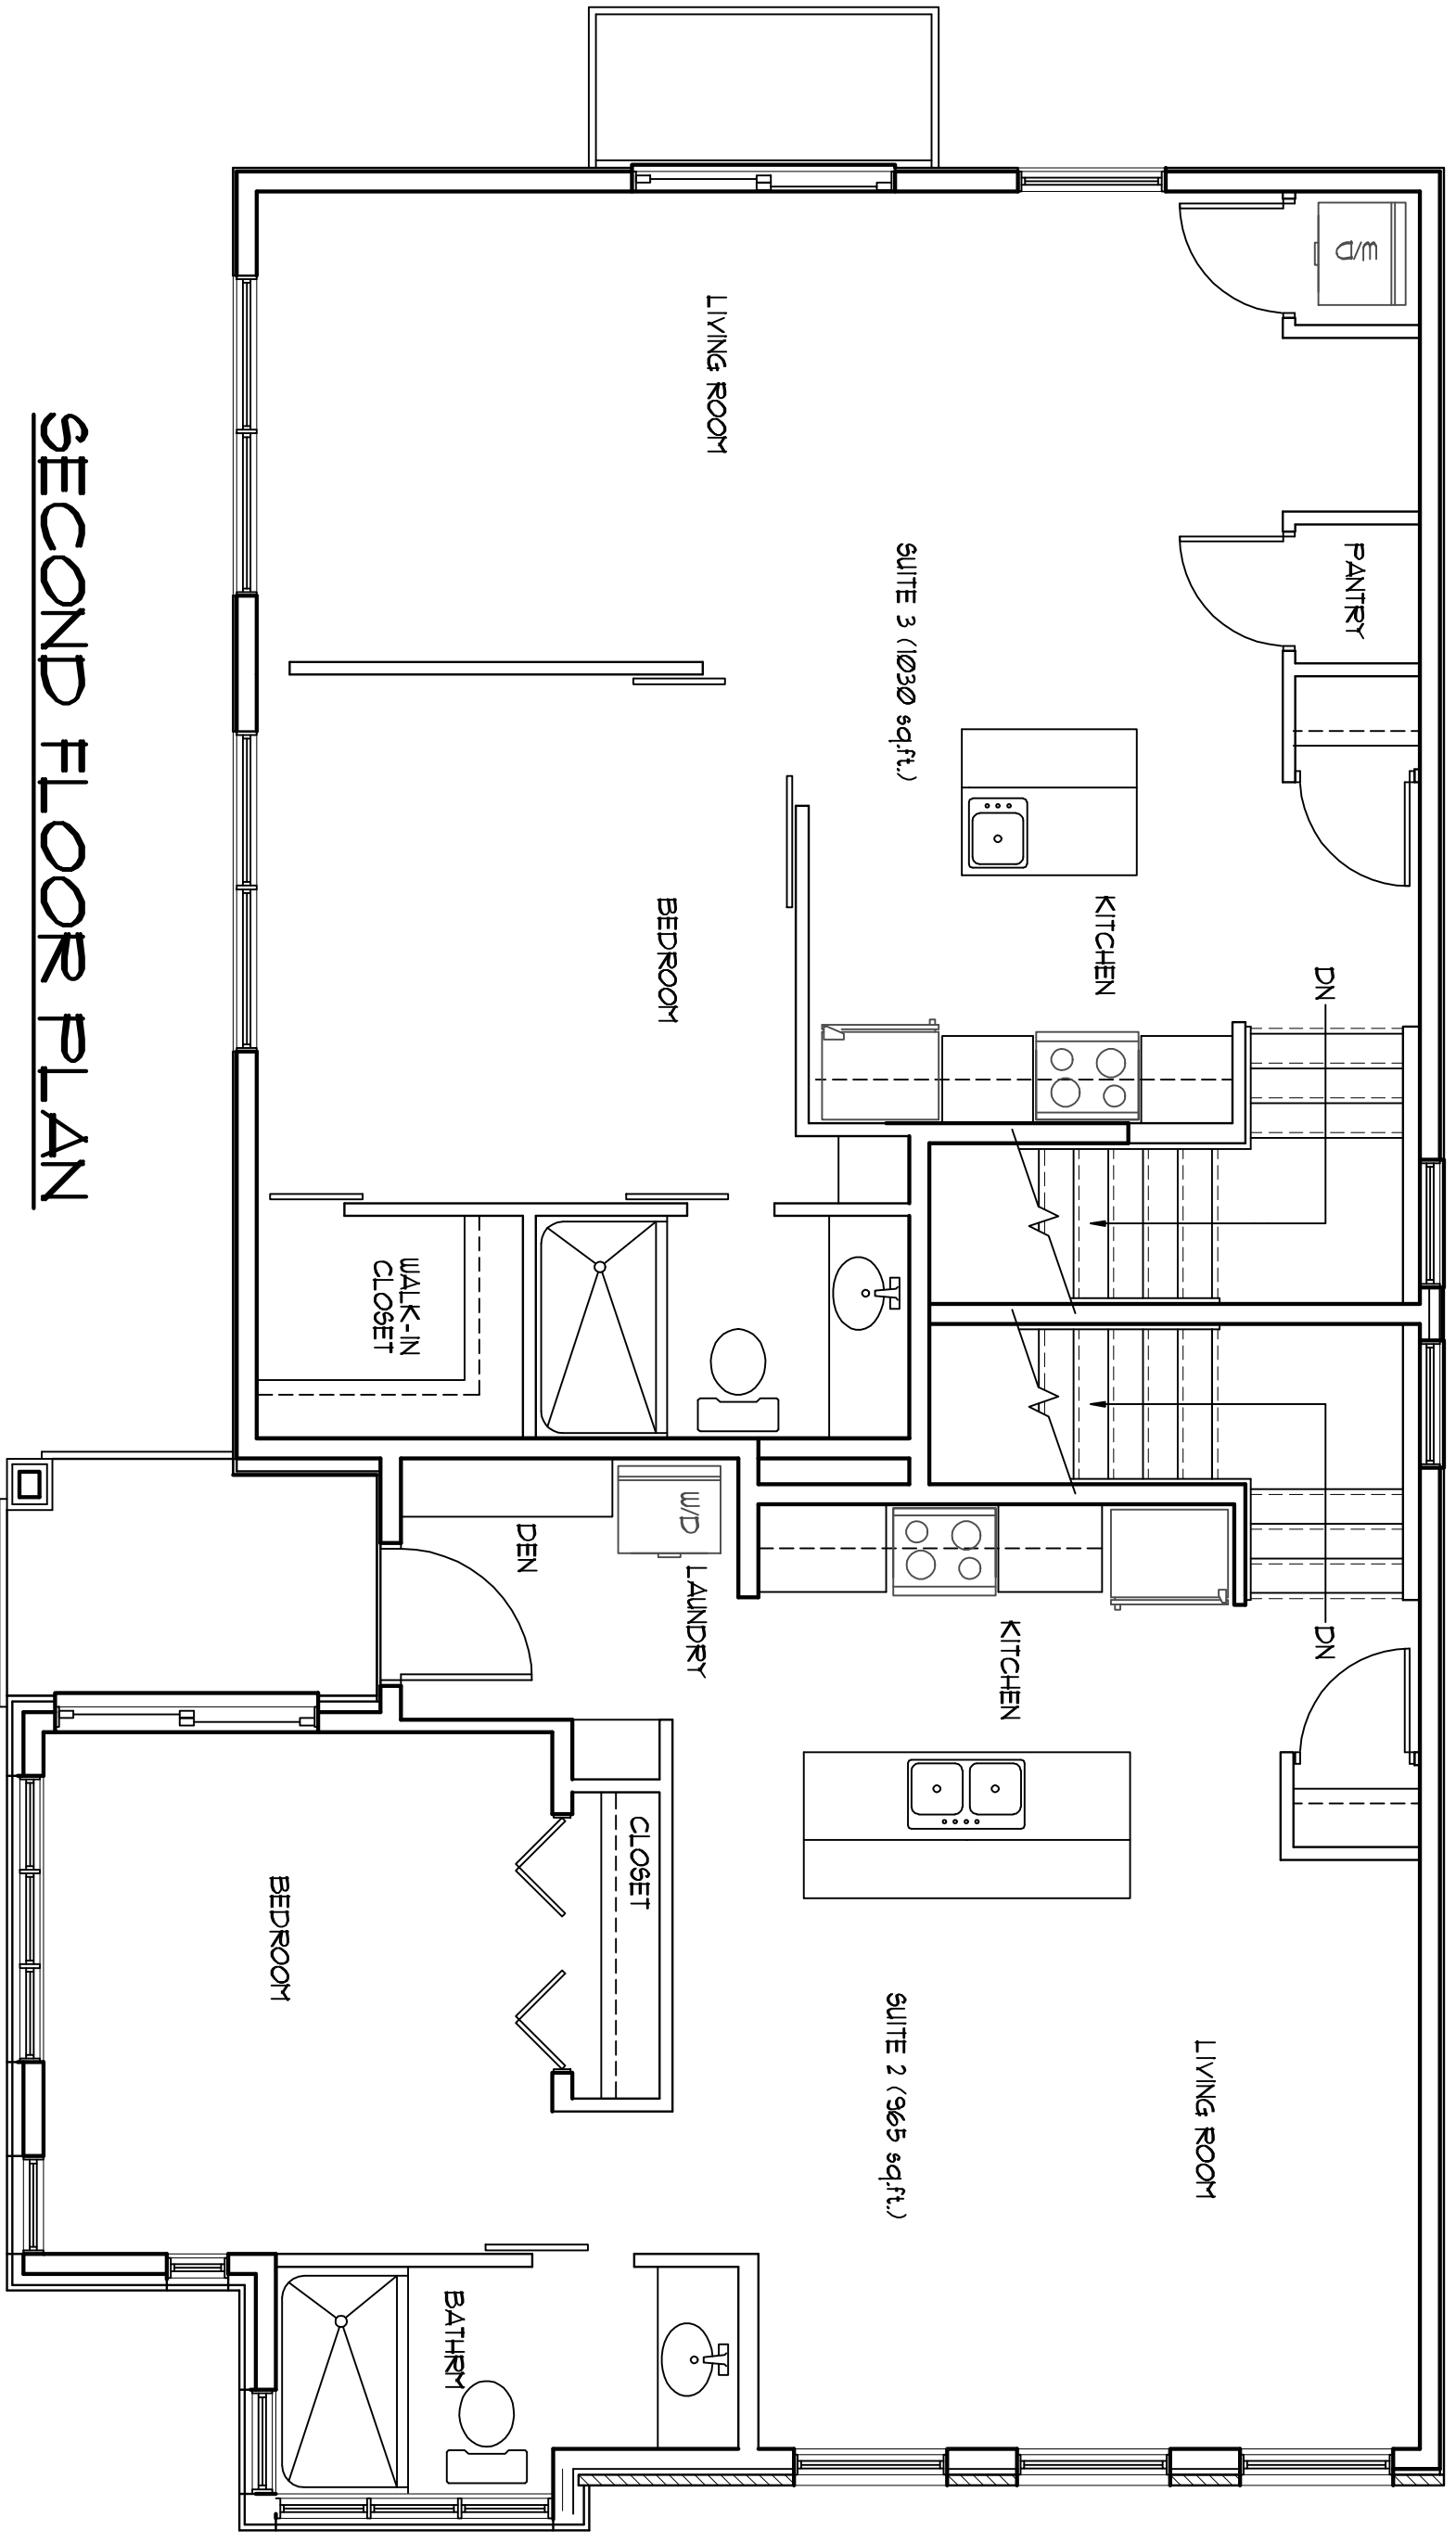 W/D
PANTRY
LIVING ROOM
SUITE 3 (1030 sq.ft.)
KITCHEN
DN
BEDROOM
WALK-IN
CLOSET
DN
KITCHEN
W/D
LAUNDRY
DEN
CLOSET
BEDROOM
LIVING ROOM
SUITE 2 (965 sq.ft.)
BATHRM
SECOND FLOOR PLAN